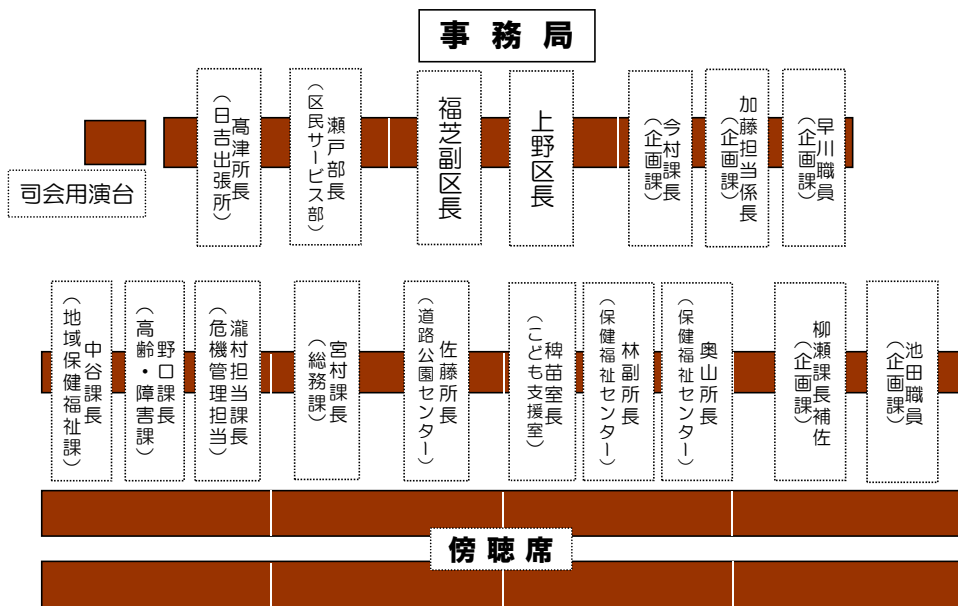 事務局
髙津所長
（日吉出張所）
瀬戸部長
（区民サービス部）
福芝副区長
上野区長
今村課長
（企画課）
加藤担当係長
（企画課）
早川職員
（企画課）
司会用演台
中谷課長
（地域保健福祉課）
野口課長
（高齢・障害課）
瀧村担当課長
（危機管理担当）
宮村課長
（総務課）
佐藤所長
（道路公園センター）
稗苗室長
（こども支援室）
林副所長
（保健福祉センター）
奥山所長
（保健福祉センター）
柳瀬課長補佐
（企画課）
池田職員
（企画課）
傍聴席